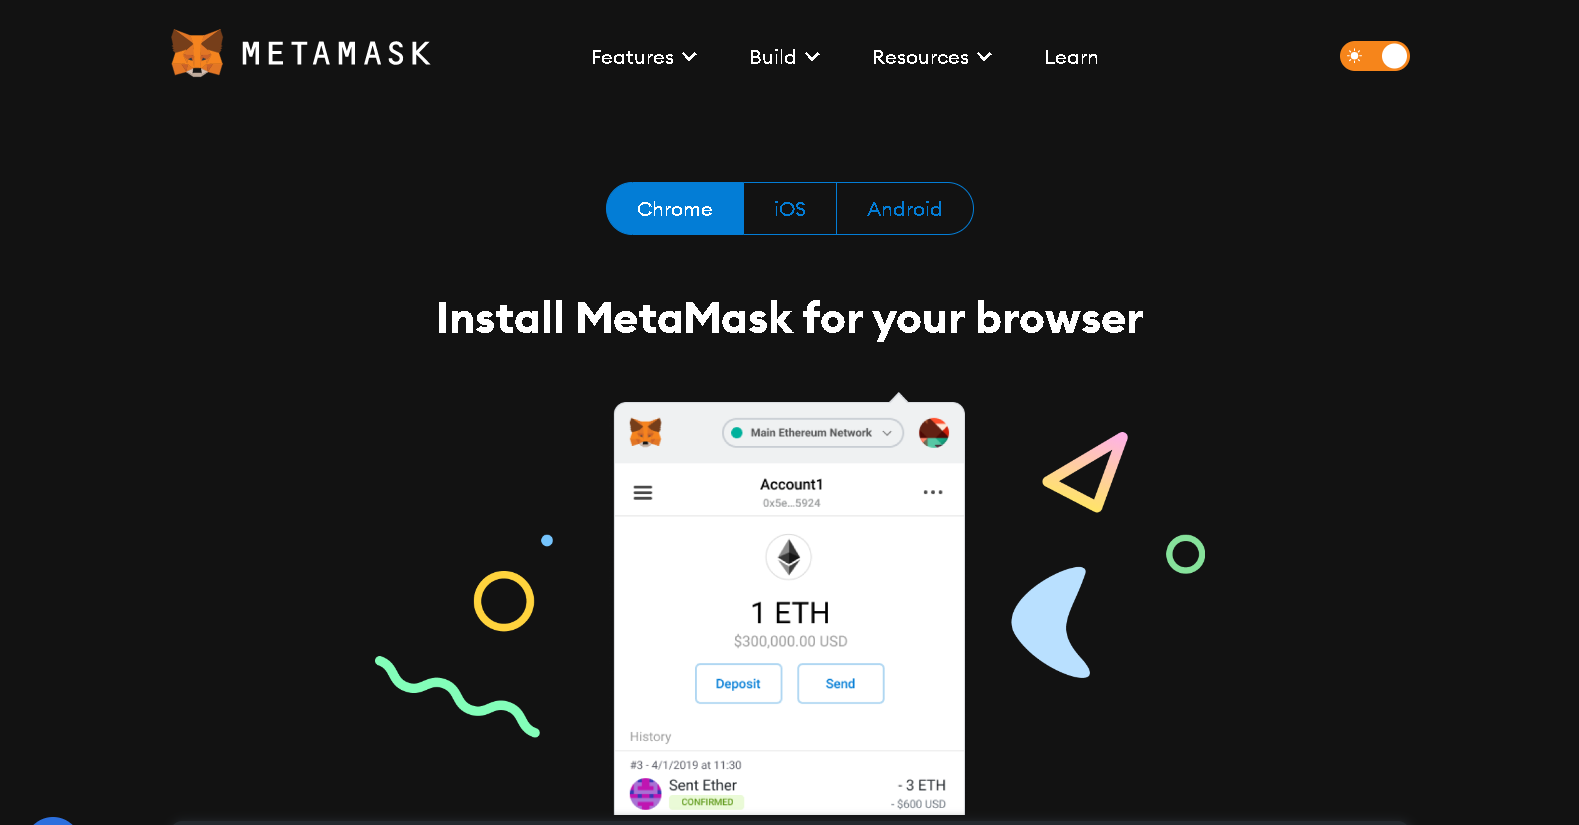 METAMASK
Features
Build
Resources
Learn
Chrome
iOS
Android
Install MetaMask for your browser
Main Ethereum Network
Account1
0x5e...5924
1 ETH
$300,000.00 USD
Deposit
Send
History
#3 - 4/1/2019 at 11:30
Sent Ether
- 3 ETH
CONFIRMED
- $600 USD